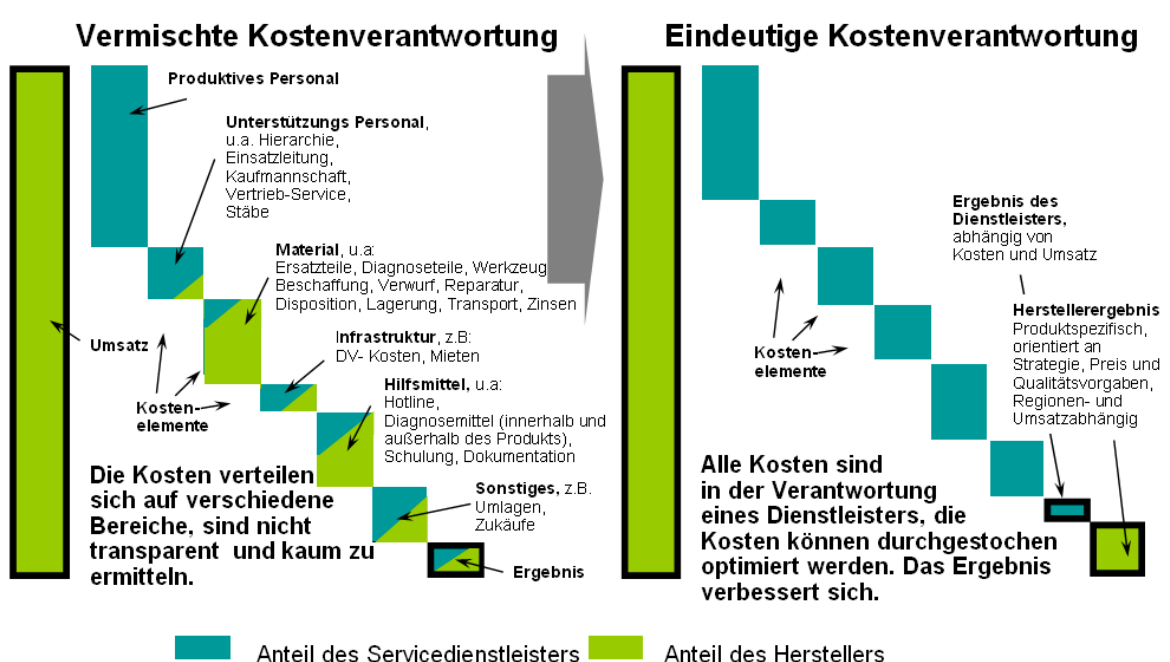 Vermischte Kostenverantwortung
Produktives Personal
Unterstützungs Personal,
u.a. Hierarchie,
Einsatzleitung,
Kaufmannschaft,
Vertrieb-Service,
Stäbe
Material, u.a:
Ersatzteile, Diagnoseteile, Werkzeug
Beschaffung, Verwurf, Reparatur,
Disposition, Lagerung, Transport, Zinsen
Umsatz
Infrastruktur, z.B:
DV- Kosten, Mieten
Kosten-
elemente
Hilfsmittel, u.a:
Hotline,
Diagnosemittel (innerhalb und
außerhalb des Produkts),
Schulung, Dokumentation
Sonstiges, z.B.
Umlagen,
Zukäufe
Ergebnis
Die Kosten verteilen
sich auf verschiedene
Bereiche, sind nicht
transparent und kaum zu
ermitteln.
Eindeutige Kostenverantwortung
Ergebnis des
Dienstleisters,
abhängig von
Kosten und Umsatz
Herstellerergebnis
Produktspezifisch,
orientiert an
Strategie, Preis und
Qualitätsvorgaben,
Regionen- und
Umsatzabhängig
Kosten-
elemente
Alle Kosten sind
in der Verantwortung
eines Dienstleisters, die
Kosten können durchgestochen
optimiert werden. Das Ergebnis
verbessert sich.
Anteil des Servicedienstleisters
Anteil des Herstellers